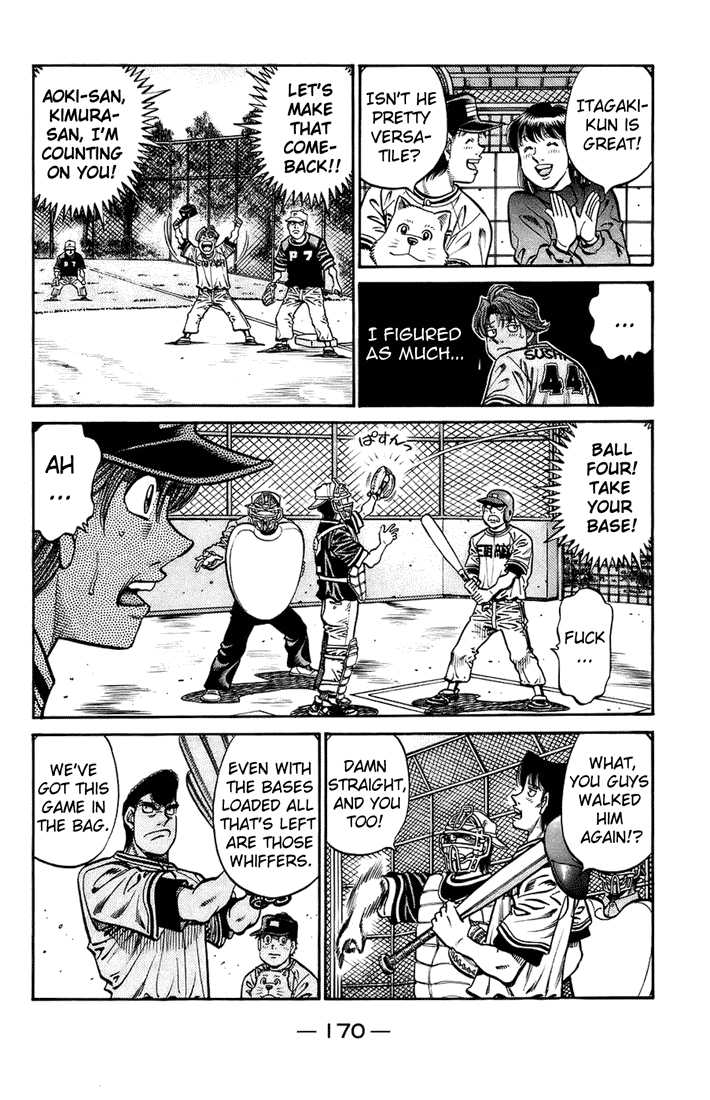 ITAGAKI-
KUN IS
GREAT!
ISN'T HE
PRETTY
VERSA-
TILE?
LET'S
MAKE
THAT
COME-
BACK!!
AOKI-SAN,
KIMURA-
SAN, I'M
COUNTING
ON YOU!
P 7
...
I FIGURED
AS MUCH...
SUSHI
44
BALL
FOUR!
TAKE
YOUR
BASE!
ぱすんっ
AH
...
FUCK
...
WHAT,
YOU GUYS
WALKED
HIM
AGAIN!?
DAMN
STRAIGHT,
AND YOU
TOO!
EVEN WITH
THE BASES
LOADED ALL
THAT'S LEFT
ARE THOSE
WHIFFERS.
WE'VE
GOT THIS
GAME IN
THE BAG.
— 170 —